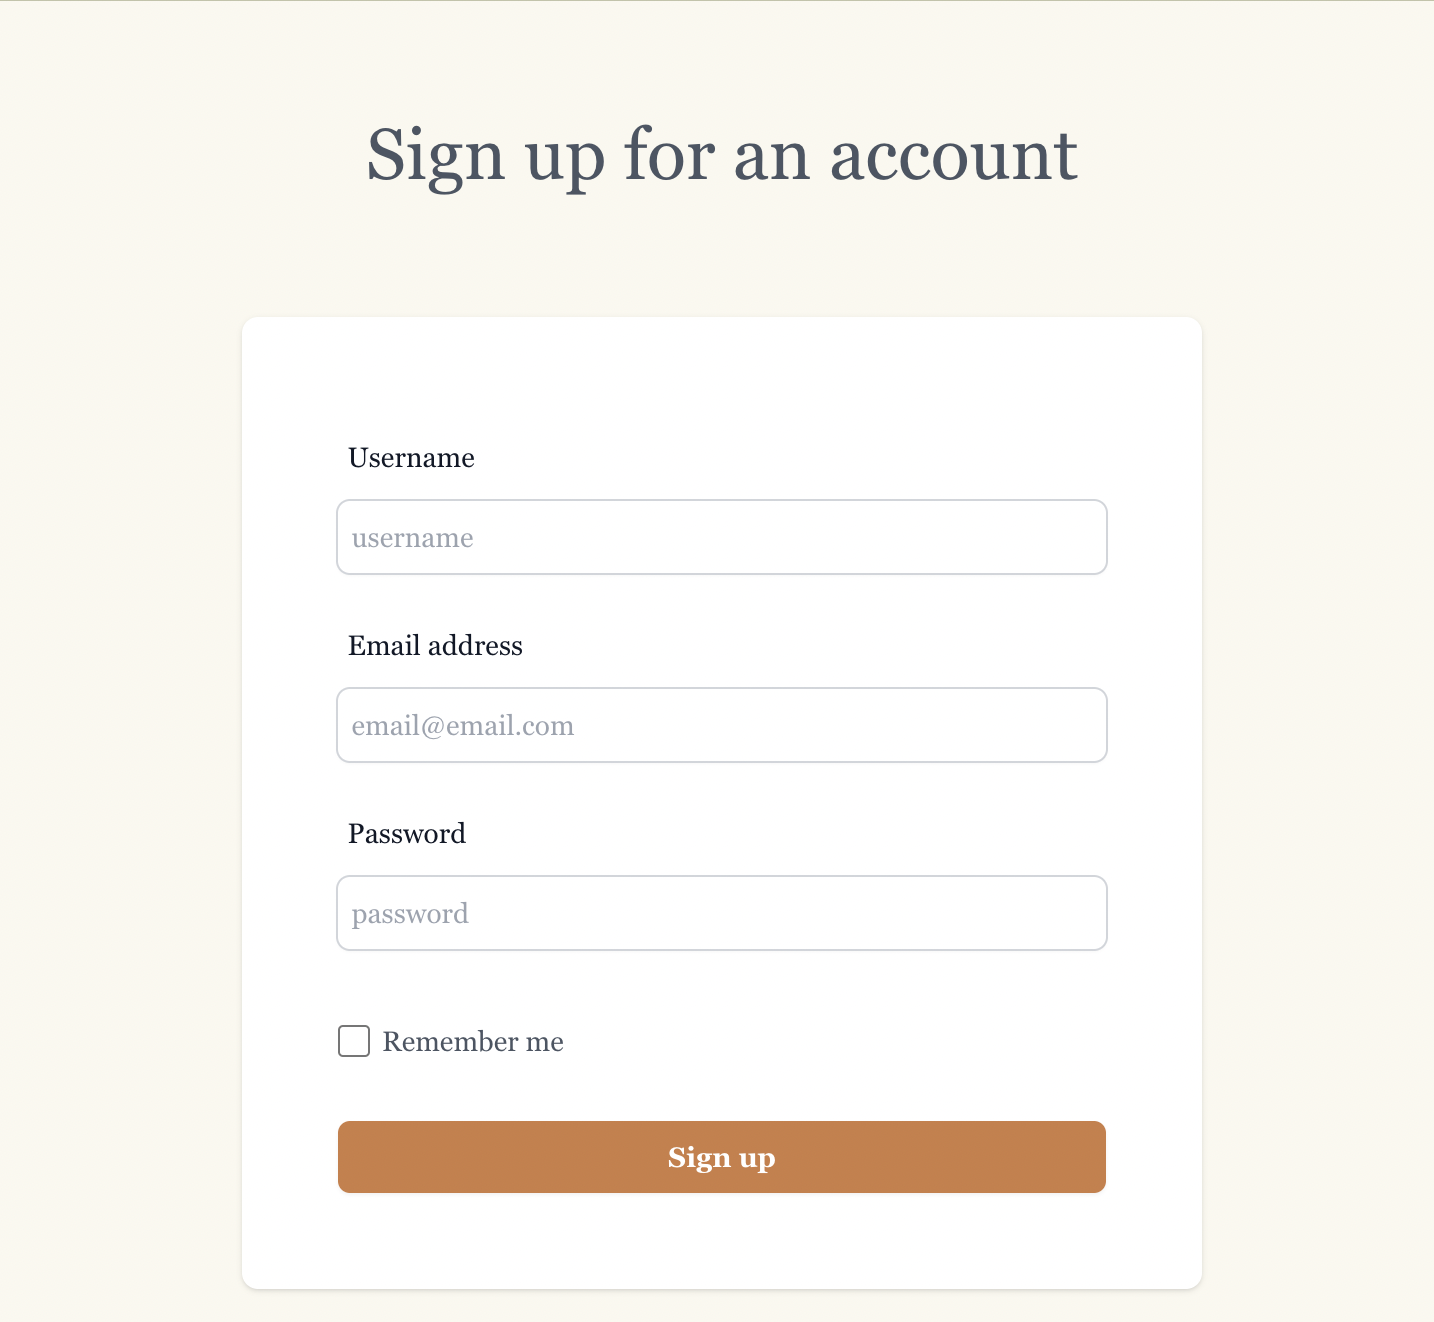 Sign up for an account
Username
username
Email address
email@email.com
Password
password
Remember me
Sign up